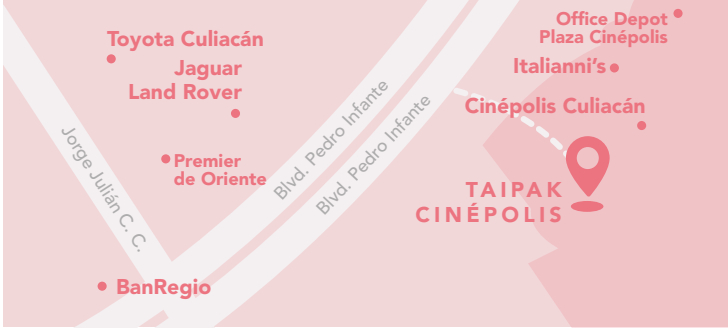 Office Depot
Plaza Cinépolis
Toyota Culiacán
Italianni's
Jaguar
Land Rover
Cinépolis Culiacán
Blvd. Pedro Infante
Blvd. Pedro Infante
Jorge Julián C. C.
Premier
de Oriente
TAIPAK
CINÉPOLIS
BanRegio